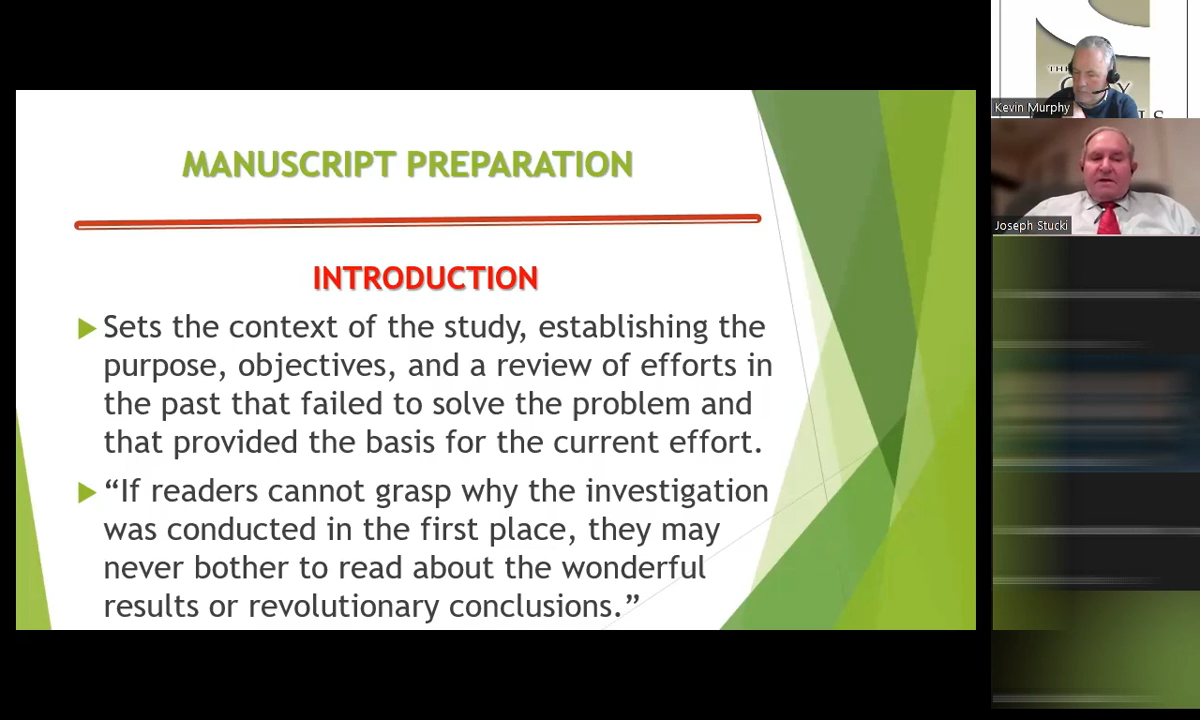 MANUSCRIPT PREPARATION
INTRODUCTION
Sets the context of the study, establishing the
purpose, objectives, and a review of efforts in
the past that failed to solve the problem and
that provided the basis for the current effort.
“If readers cannot grasp why the investigation
was conducted in the first place, they may
never bother to read about the wonderful
results or revolutionary conclusions.”
Kevin Murphy
Joseph Stucki